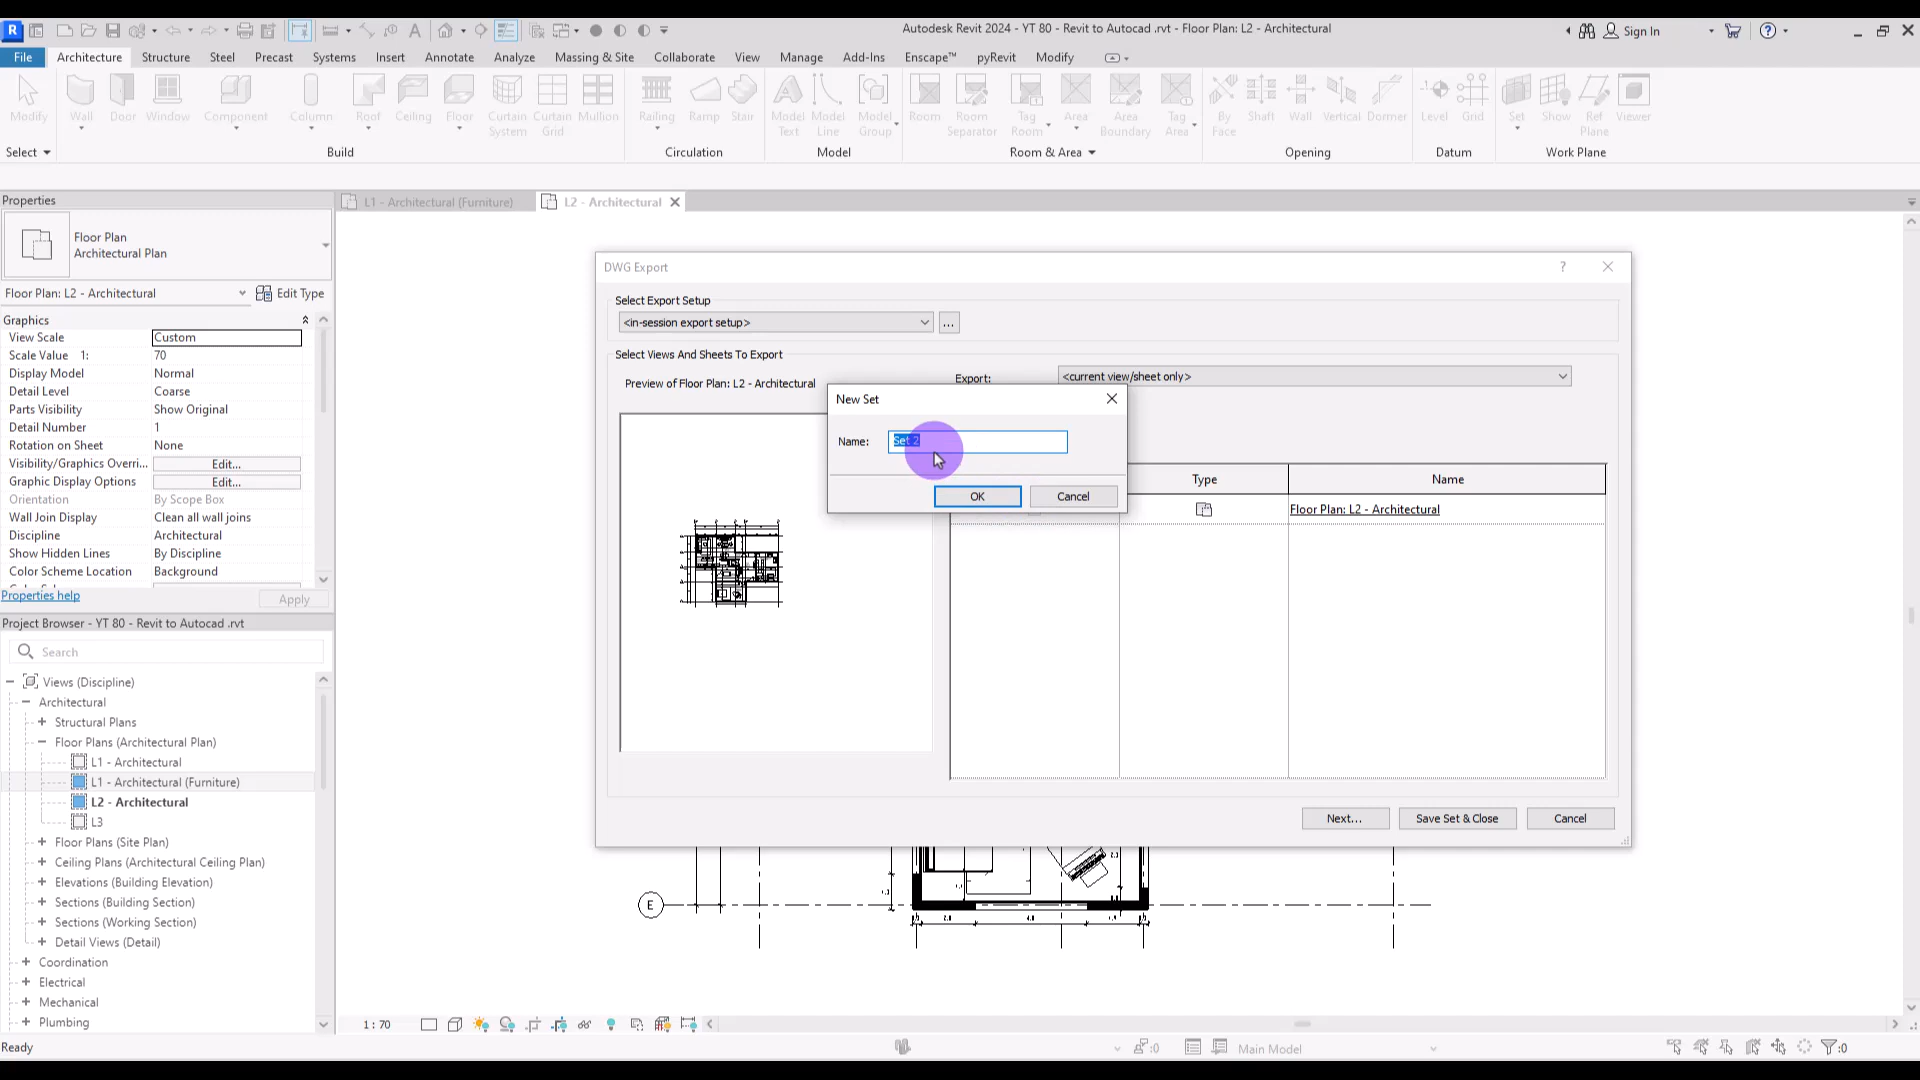 Autodesk Revit 2024 - YT 80 - Revit to Autocad .rvt - Floor Plan: L2 - Architectural
Sign In
File Architecture Structure Steel Precast Systems Insert Annotate Analyze Massing & Site Collaborate View Manage Add-Ins Enscape™ pyRevit Modify
Modify Wall Door Window Component Column Roof Ceiling Floor Curtain System Curtain Grid Mullion Railing Ramp Stair Model Text Model Line Model Group Room Room Separator Tag Room Area Area Boundary Tag Area By Face Shaft Wall Vertical Dormer Level Grid Set Show Ref Plane Viewer
Select Build Circulation Model Room & Area Opening Datum Work Plane
Properties
L1 - Architectural (Furniture) L2 - Architectural
Floor Plan
Architectural Plan
Floor Plan: L2 - Architectural Edit Type
Graphics
View Scale Custom
Scale Value 1: 70
Display Model Normal
Detail Level Coarse
Parts Visibility Show Original
Detail Number 1
Rotation on Sheet None
Visibility/Graphics Overri... Edit...
Graphic Display Options Edit...
Orientation By Scope Box
Wall Join Display Clean all wall joins
Discipline Architectural
Show Hidden Lines By Discipline
Color Scheme Location Background
Properties help Apply
Project Browser - YT 80 - Revit to Autocad .rvt
Search
Views (Discipline)
Architectural
Structural Plans
Floor Plans (Architectural Plan)
L1 - Architectural
L1 - Architectural (Furniture)
L2 - Architectural
L3
Floor Plans (Site Plan)
Ceiling Plans (Architectural Ceiling Plan)
Elevations (Building Elevation)
Sections (Building Section)
Sections (Working Section)
Detail Views (Detail)
Coordination
Electrical
Mechanical
Plumbing
DWG Export
Select Export Setup
<in-session export setup> ...
Select Views And Sheets To Export
Preview of Floor Plan: L2 - Architectural
Export: <current view/sheet only>
New Set
Name: Set 2
OK Cancel
Type Name
Floor Plan: L2 - Architectural
Next... Save Set & Close Cancel
E
1 : 70
Ready
:0
Main Model
:0